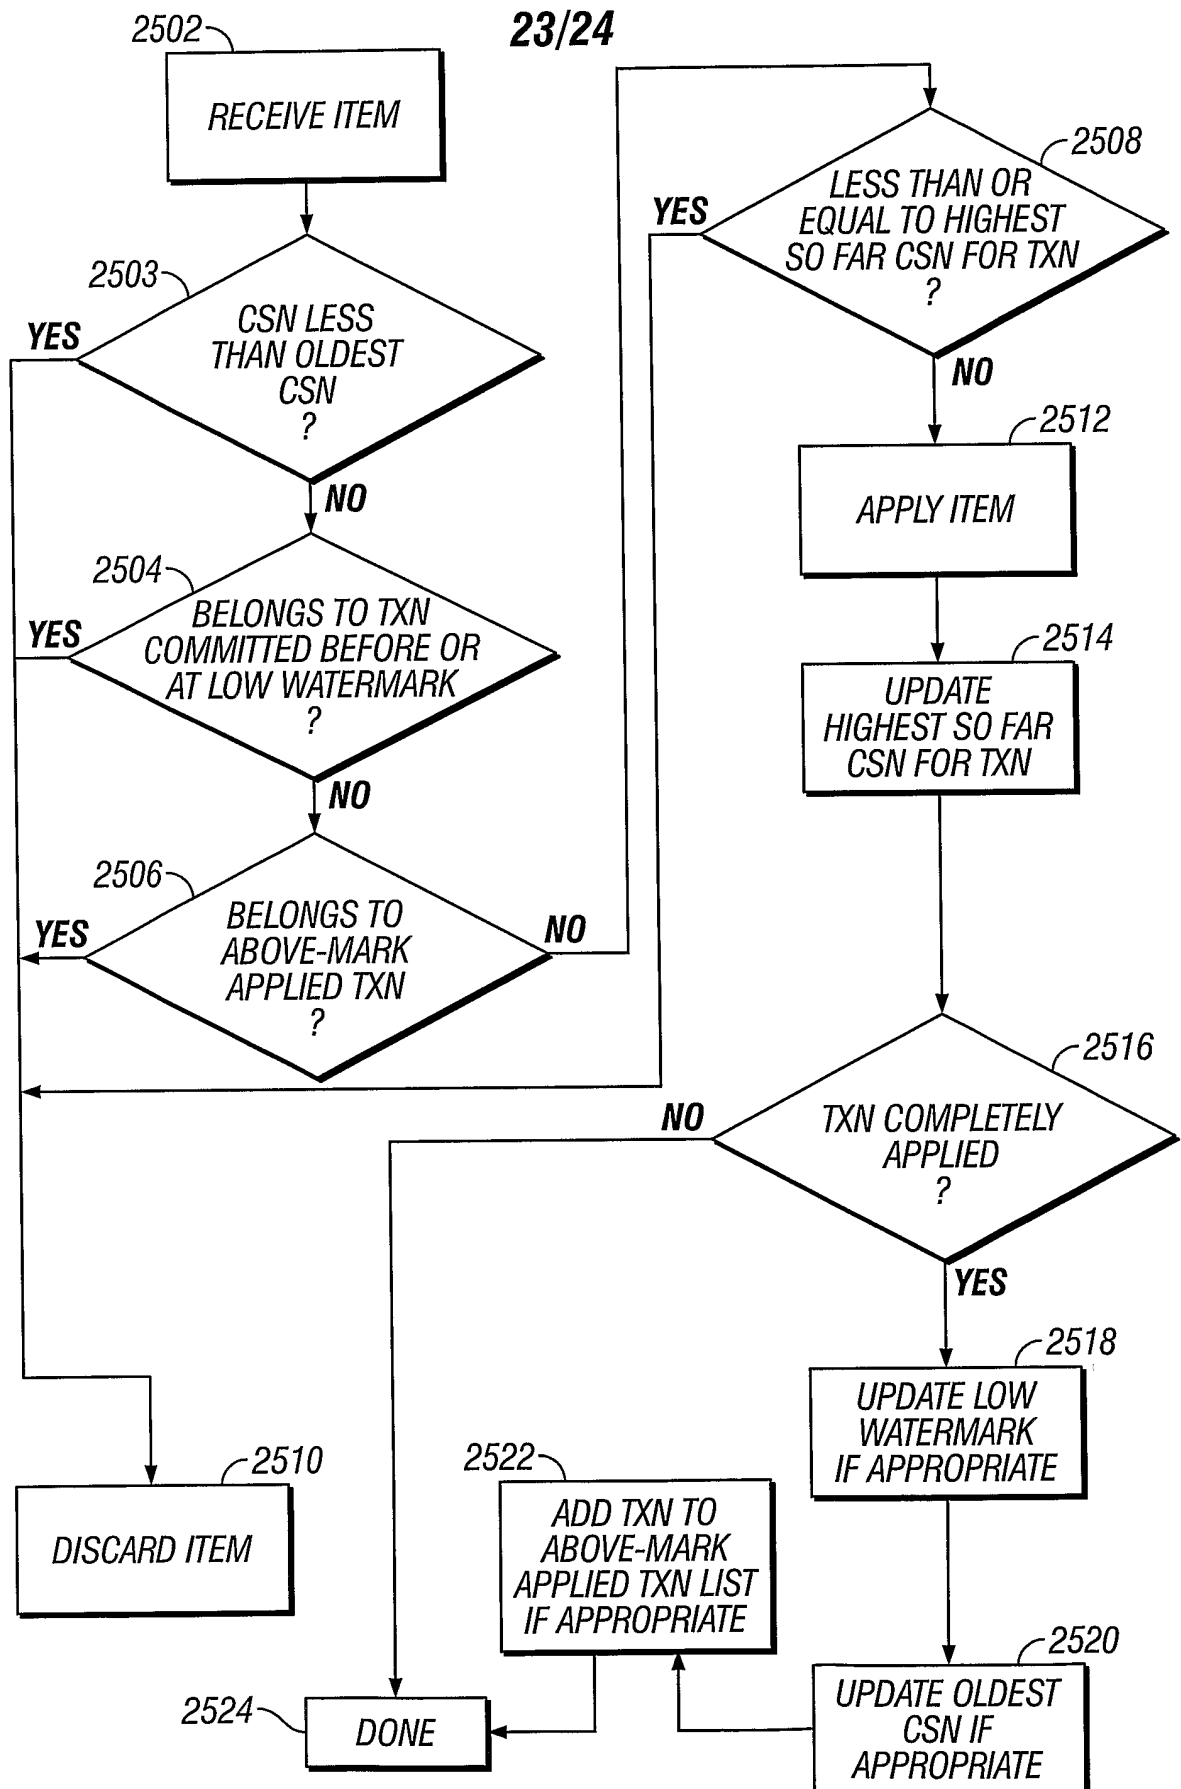 23/24
2502
RECEIVE ITEM
2503
CSN LESS
THAN OLDEST
CSN
?
YES
NO
2504
BELONGS TO TXN
COMMITTED BEFORE OR
AT LOW WATERMARK
?
YES
NO
2506
BELONGS TO
ABOVE-MARK
APPLIED TXN
?
YES
NO
2508
LESS THAN OR
EQUAL TO HIGHEST
SO FAR CSN FOR TXN
?
YES
NO
2512
APPLY ITEM
2514
UPDATE
HIGHEST SO FAR
CSN FOR TXN
2516
TXN COMPLETELY
APPLIED
?
NO
YES
2518
UPDATE LOW
WATERMARK
IF APPROPRIATE
2510
DISCARD ITEM
2522
ADD TXN TO
ABOVE-MARK
APPLIED TXN LIST
IF APPROPRIATE
2520
UPDATE OLDEST
CSN IF
APPROPRIATE
2524
DONE